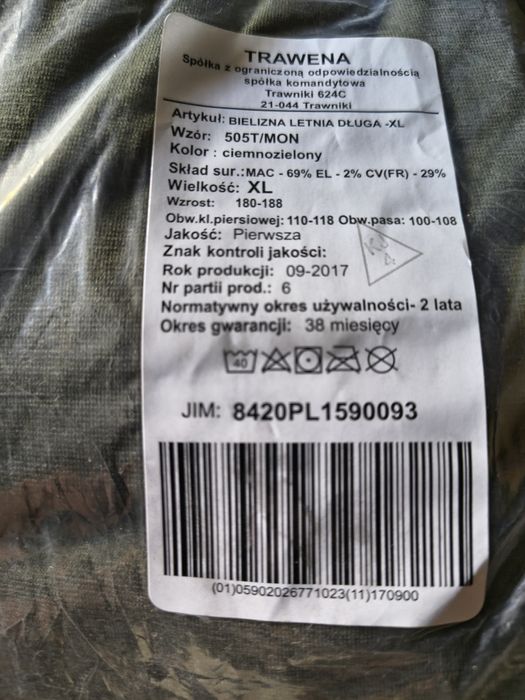 TRAWENA
Spółka z ograniczoną odpowiedzialnością
spółka komandytowa
Trawniki 624C
21-044 Trawniki
Artykuł: BIELIZNA LETNIA DŁUGA -XL
Wzór: 505T/MON
Kolor : ciemnozielony
Skład sur.: MAC - 69% EL - 2% CV(FR) - 29%
Wielkość: XL
Wzrost: 180-188
Obw.kl.piersiowej: 110-118 Obw.pasa: 100-108
Jakość: Pierwsza
Znak kontroli jakości:
Rok produkcji: 09-2017
Nr partii prod.: 6
Normatywny okres używalności- 2 lata
Okres gwarancji: 38 miesięcy
40
JIM: 8420PL1590093
(01)05902026771023(11)170900